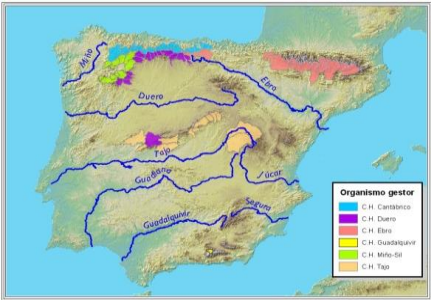 Miño
Ebro
Duero
Tajo
Guadiana
Júcar
Segura
Guadalquivir
Organismo gestor
C.H. Cantábrico
C.H. Duero
C.H. Ebro
C.H. Guadalquivir
C.H. Miño-Sil
C.H. Tajo